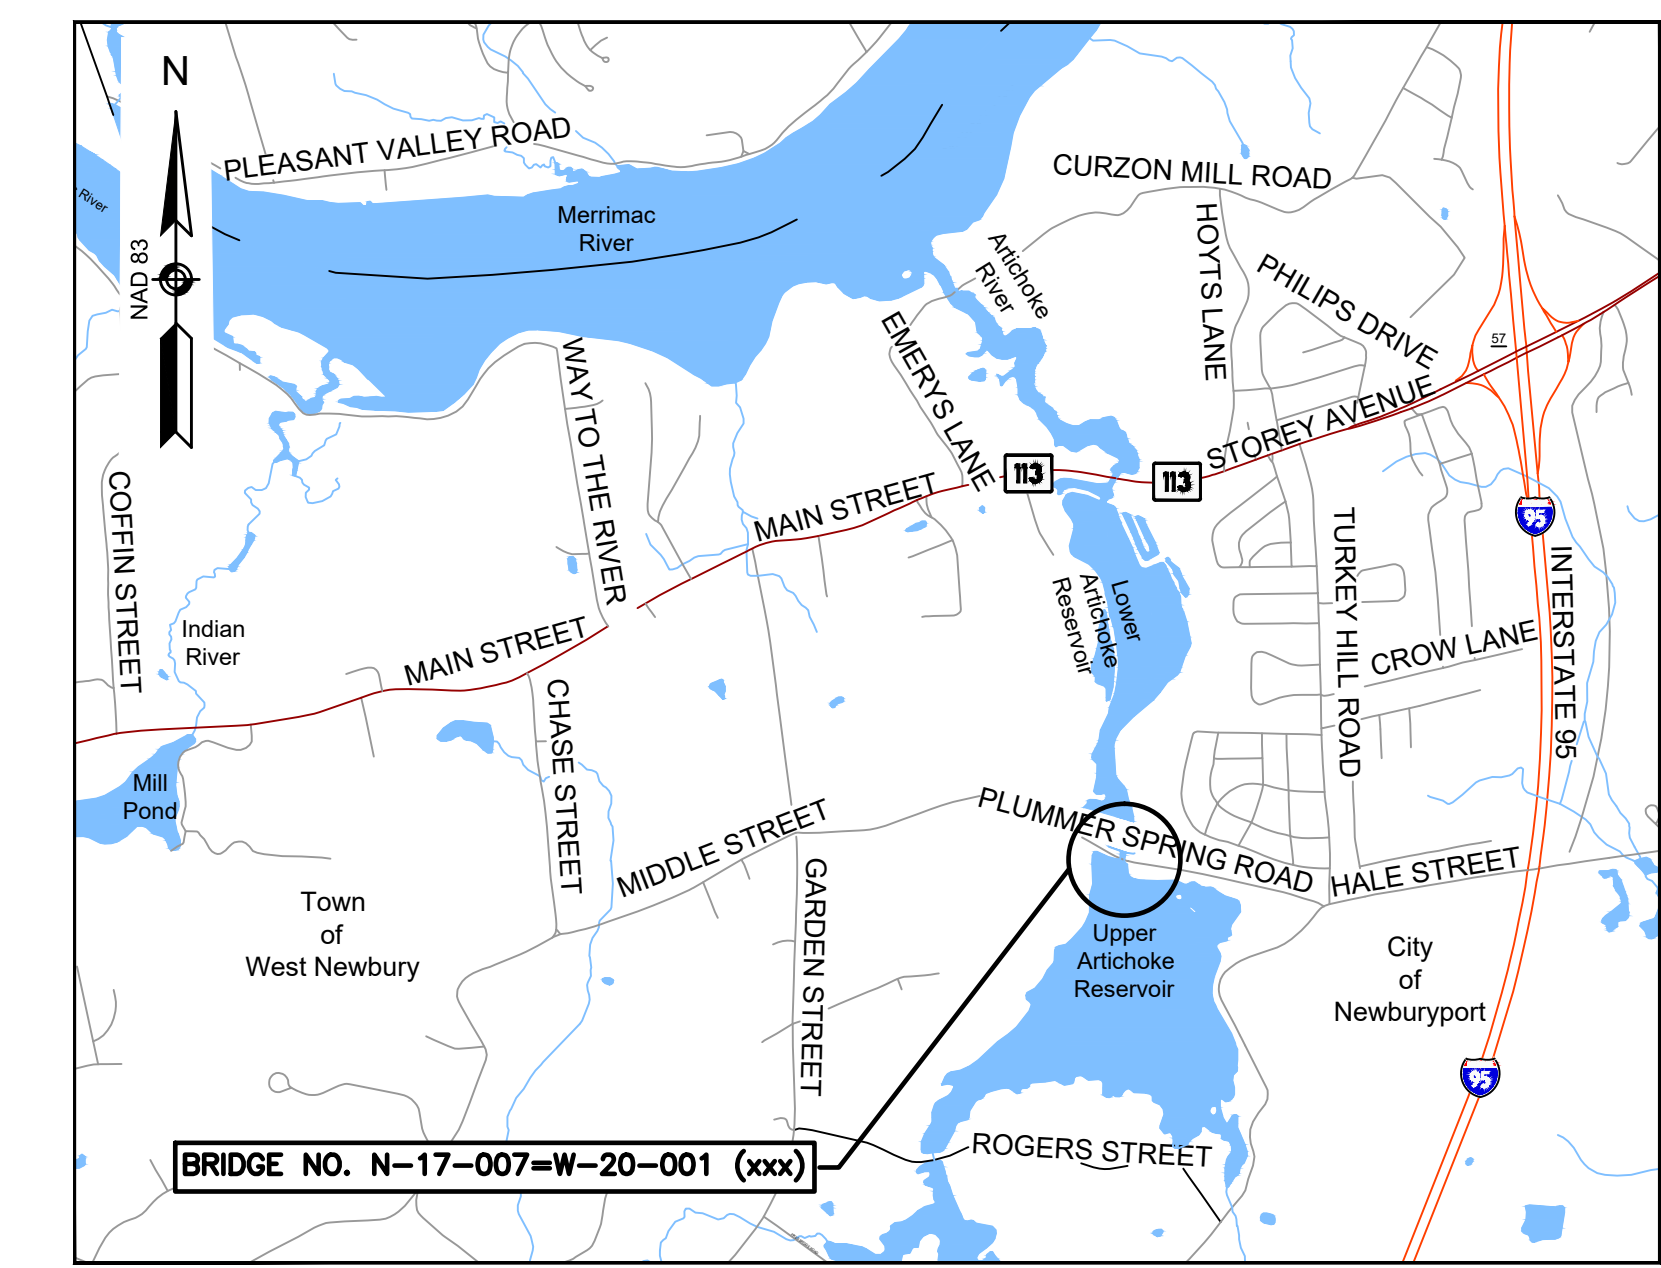 N
PLEASANT VALLEY ROAD
CURZON MILL ROAD
River
Merrimac
River
NAD 83
Artichoke
River
HOYTS LANE
PHILIPS DRIVE
57
EMERYS LANE
WAY TO THE RIVER
STOREY AVENUE
113
113
MAIN STREET
COFFIN STREET
95
TURKEY HILL ROAD
INTERSTATE 95
Lower
Artichoke
Reservoir
Indian
River
MAIN STREET
CROW LANE
CHASE STREET
Mill
Pond
PLUMMER SPRING ROAD
MIDDLE STREET
HALE STREET
GARDEN STREET
Town
of
West Newbury
Upper
Artichoke
Reservoir
City
of
Newburyport
95
ROGERS STREET
BRIDGE NO. N-17-007=W-20-001 (xxx)